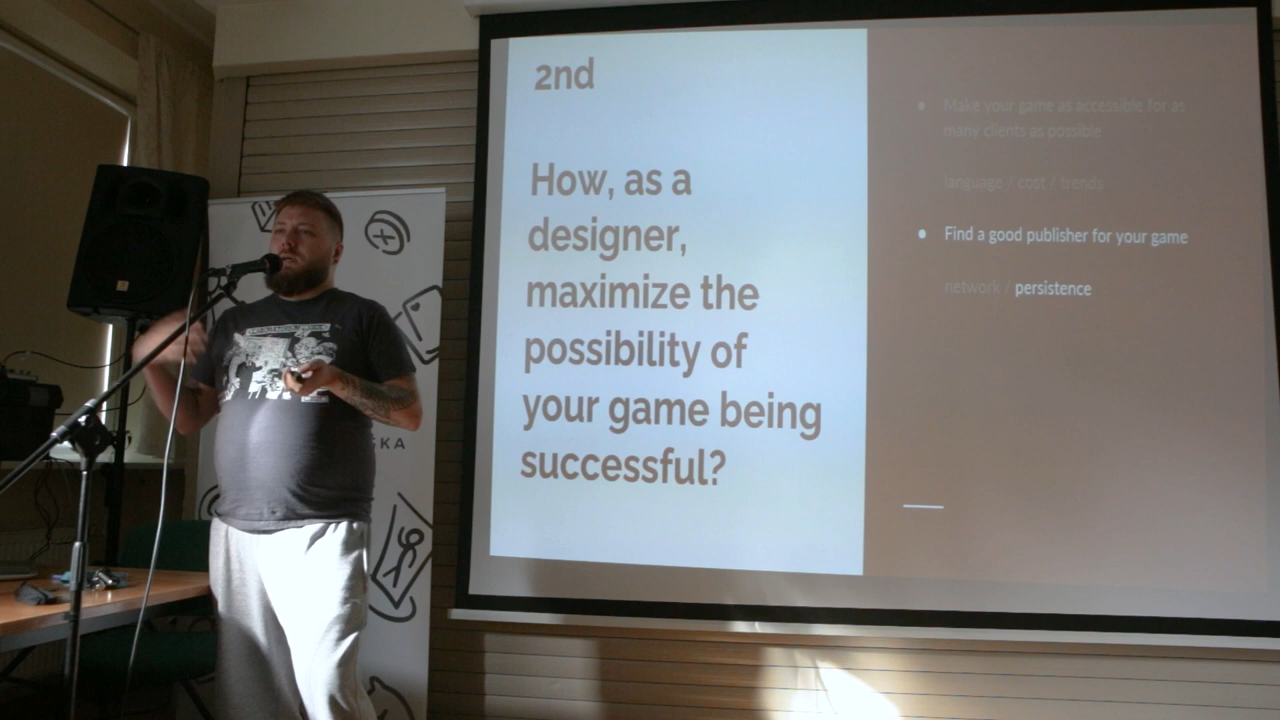 2nd
How, as a
designer,
maximize the
possibility of
your game being
successful?
Make your game as accessible for as
many clients as possible
language / cost / trends
Find a good publisher for your game
network / persistence
GKA